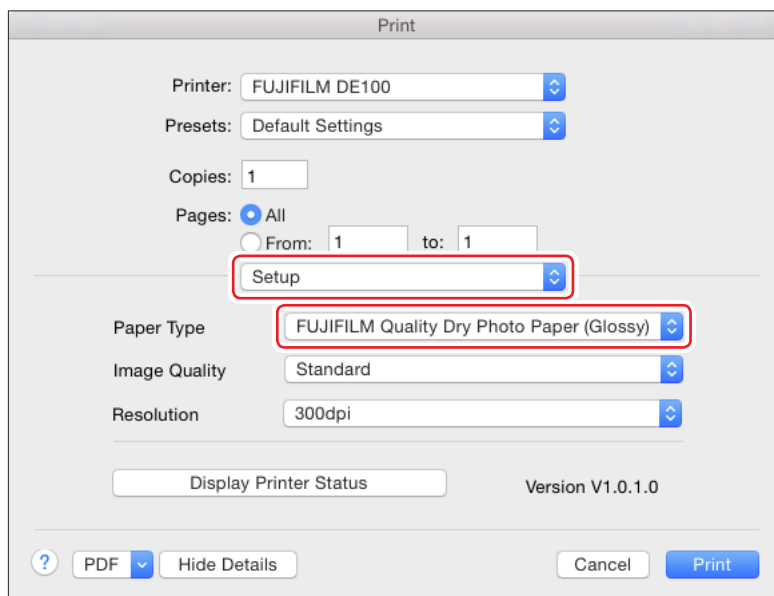 Print
Printer: FUJIFILM DE100
Presets: Default Settings
Copies: 1
Pages: All
From: 1 to: 1
Setup
Paper Type FUJIFILM Quality Dry Photo Paper (Glossy)
Image Quality Standard
Resolution 300dpi
Display Printer Status Version V1.0.1.0
? PDF Hide Details Cancel Print